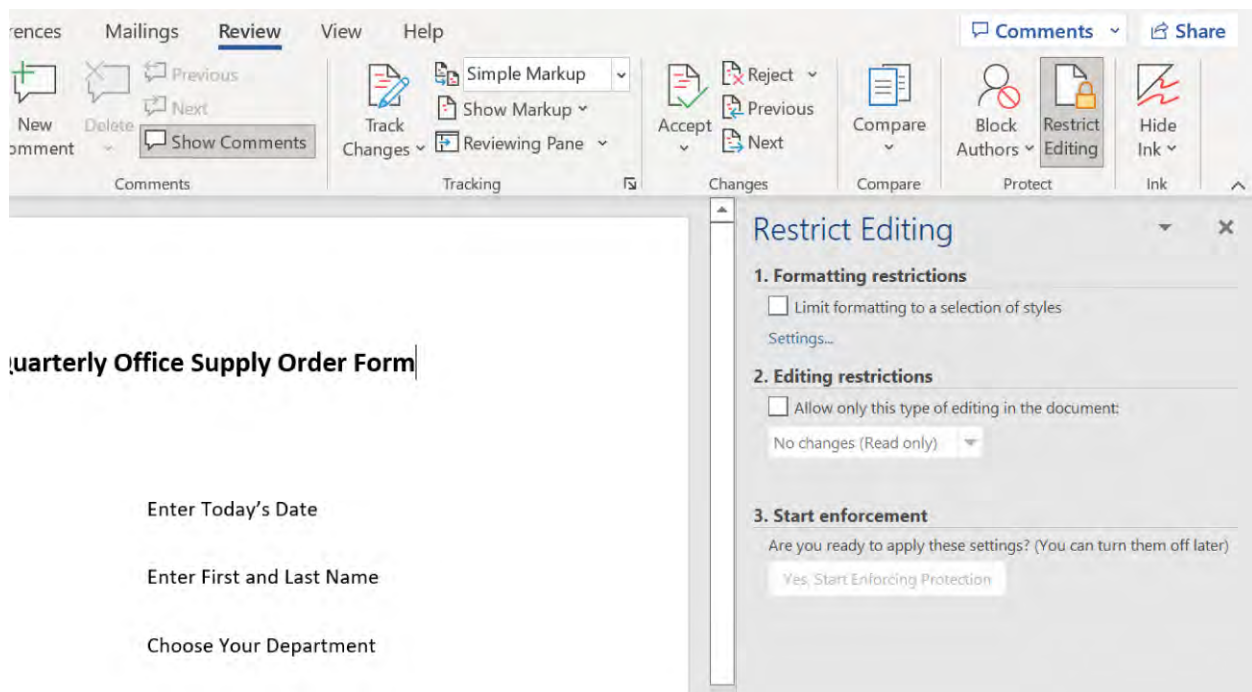 rences Mailings Review View Help Comments Share
New
omment
Delete
Previous
Next
Show Comments
Comments
Track
Changes
Simple Markup
Show Markup
Reviewing Pane
Tracking
Accept
Reject
Previous
Next
Changes
Compare
Compare
Block
Authors
Restrict
Editing
Protect
Hide
Ink
Ink
uarterly Office Supply Order Form
Enter Today's Date
Enter First and Last Name
Choose Your Department
Restrict Editing
1. Formatting restrictions
Limit formatting to a selection of styles
Settings...
2. Editing restrictions
Allow only this type of editing in the document:
No changes (Read only)
3. Start enforcement
Are you ready to apply these settings? (You can turn them off later)
Yes, Start Enforcing Protection